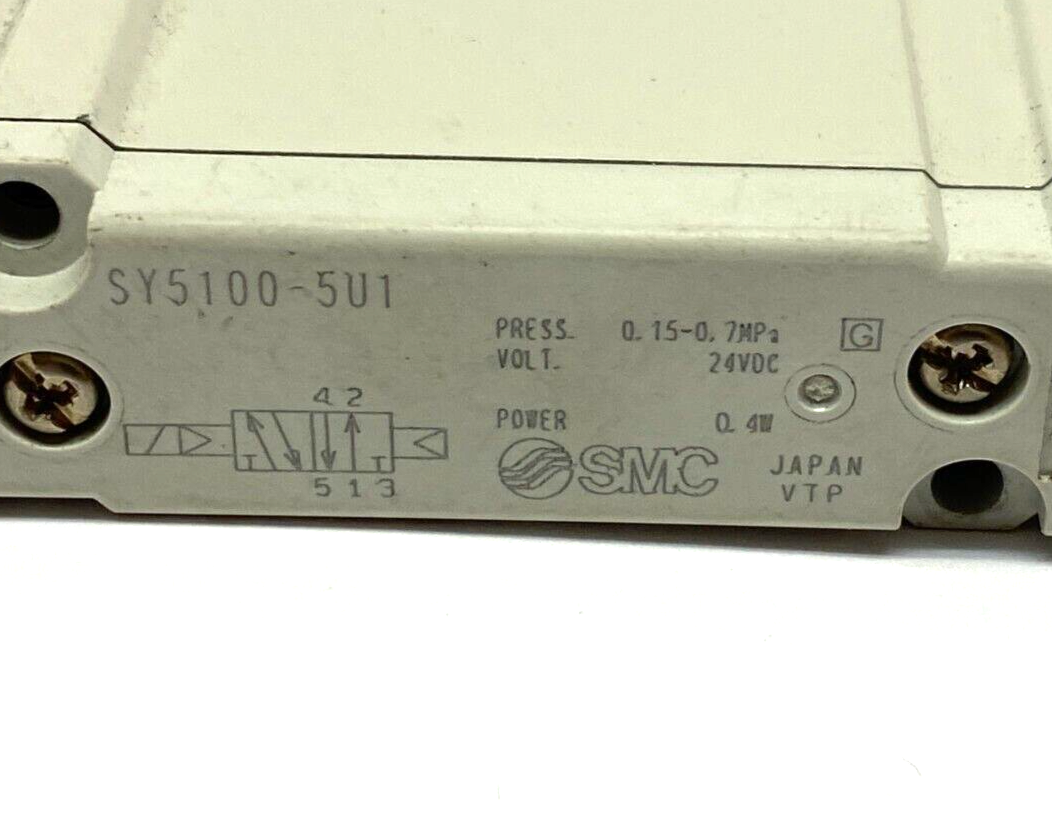 SY5100-5U1
PRESS. 0.15-0.7MPa G
VOLT. 24VDC
POWER 0.4W
4 2
5 1 3
SMC
JAPAN
VTP